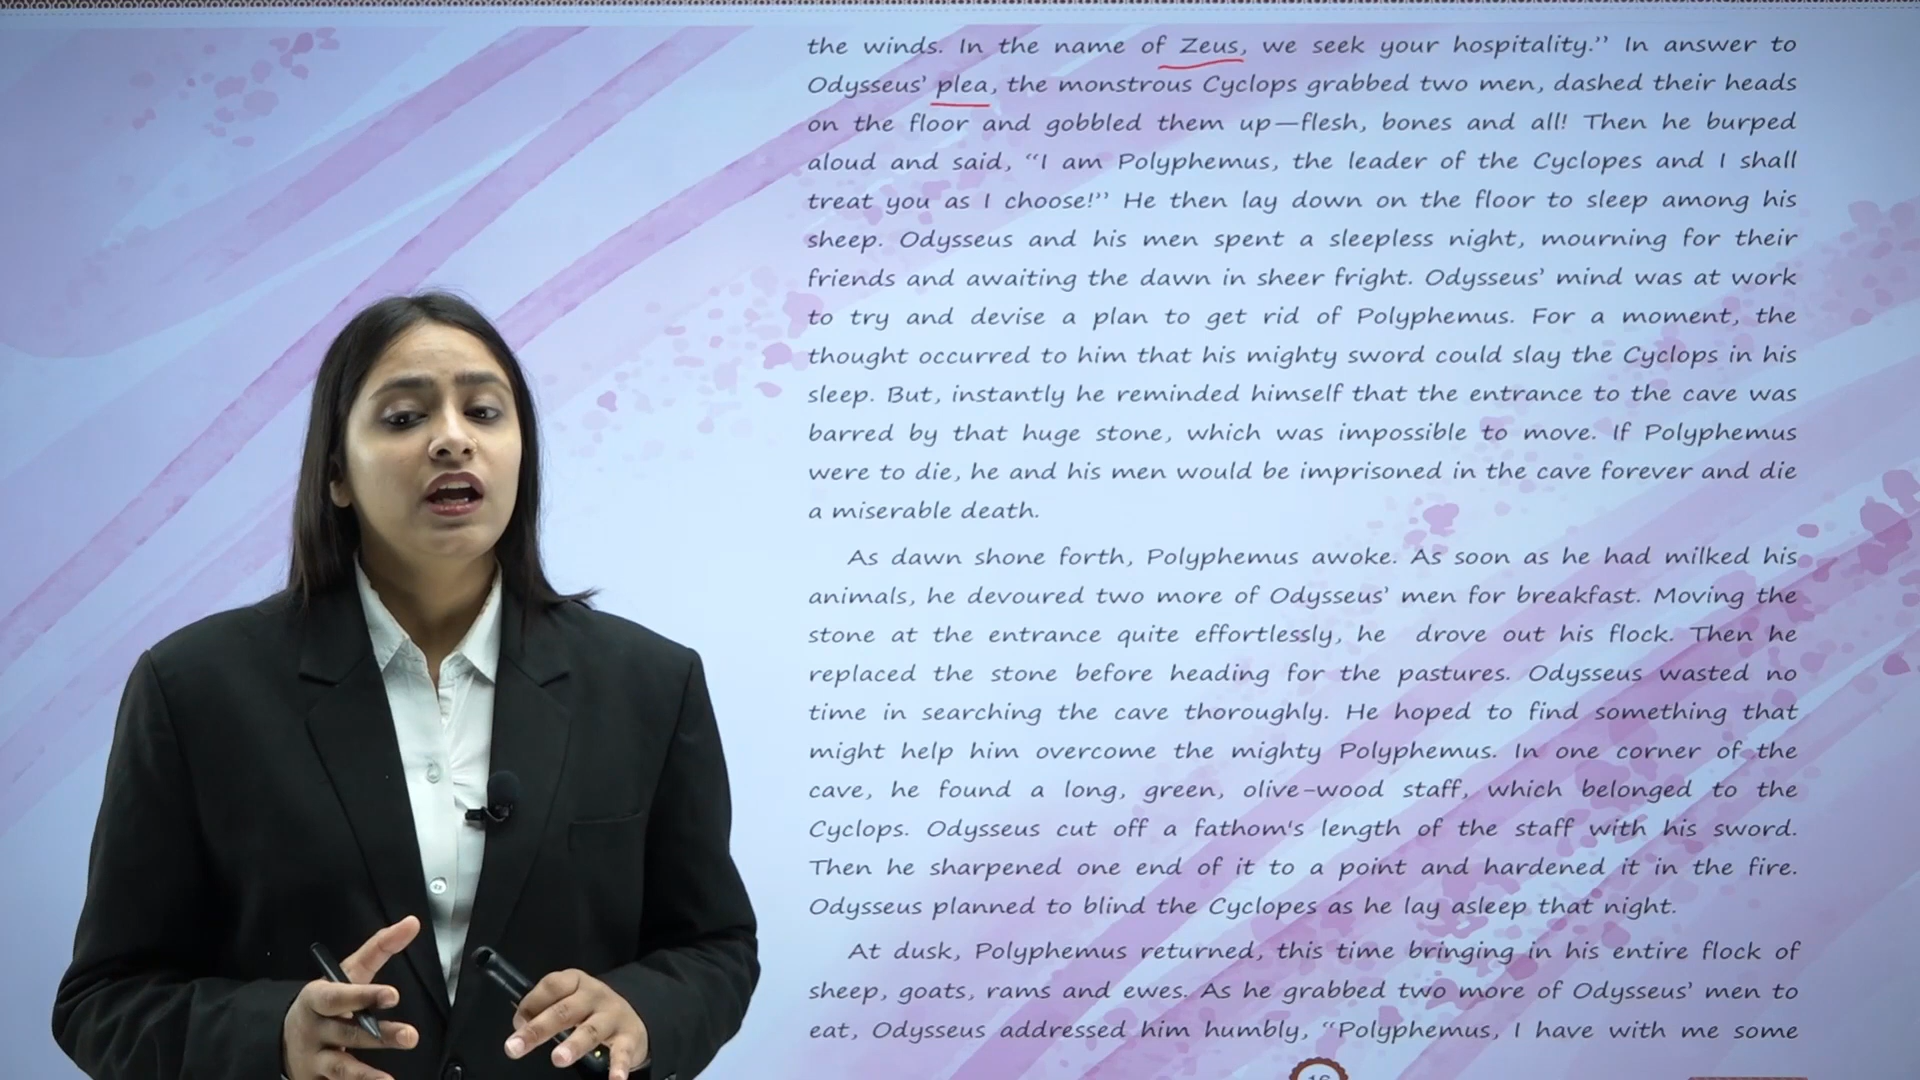 the winds. In the name of Zeus, we seek your hospitality.” In answer to
Odysseus’ plea, the monstrous Cyclops grabbed two men, dashed their heads
on the floor and gobbled them up—flesh, bones and all! Then he burped
aloud and said, “I am Polyphemus, the leader of the Cyclopes and I shall
treat you as I choose!” He then lay down on the floor to sleep among his
sheep. Odysseus and his men spent a sleepless night, mourning for their
friends and awaiting the dawn in sheer fright. Odysseus’ mind was at work
to try and devise a plan to get rid of Polyphemus. For a moment, the
thought occurred to him that his mighty sword could slay the Cyclops in his
sleep. But, instantly he reminded himself that the entrance to the cave was
barred by that huge stone, which was impossible to move. If Polyphemus
were to die, he and his men would be imprisoned in the cave forever and die
a miserable death.
As dawn shone forth, Polyphemus awoke. As soon as he had milked his
animals, he devoured two more of Odysseus’ men for breakfast. Moving the
stone at the entrance quite effortlessly, he drove out his flock. Then he
replaced the stone before heading for the pastures. Odysseus wasted no
time in searching the cave thoroughly. He hoped to find something that
might help him overcome the mighty Polyphemus. In one corner of the
cave, he found a long, green, olive-wood staff, which belonged to the
Cyclops. Odysseus cut off a fathom's length of the staff with his sword.
Then he sharpened one end of it to a point and hardened it in the fire.
Odysseus planned to blind the Cyclopes as he lay asleep that night.
At dusk, Polyphemus returned, this time bringing in his entire flock of
sheep, goats, rams and ewes. As he grabbed two more of Odysseus’ men to
eat, Odysseus addressed him humbly, “Polyphemus, I have with me some